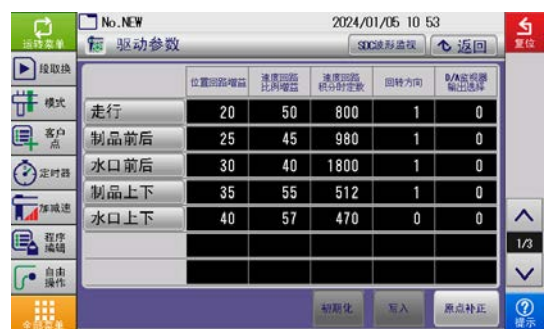 No.NEW
2024/01/05 10 53
运转菜单
复位
驱动参数
SDC波形监视
返回
段取换
位置回路增益
速度回路
比例增益
速度回路
积分时定数
回转方向
D/A监视器
输出选择
模式
走行 20 50 800 1 0
客户
点
制品前后 25 45 980 1 0
水口前后 30 40 1800 1 0
定时器
制品上下 35 55 512 1 0
加减速
水口上下 40 57 470 0 0
程序
编辑
1/3
自由
操作
初期化
写入
原点补正
全部菜单
提示